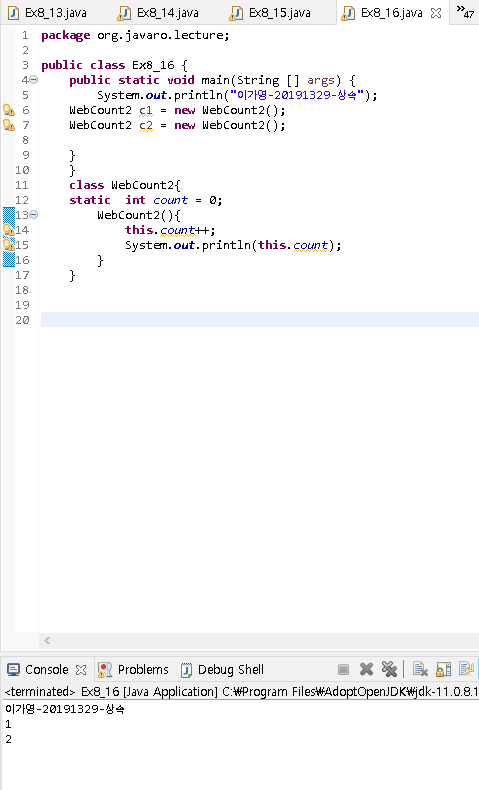 Ex8_13.java Ex8_14.java Ex8_15.java Ex8_16.java »47
1 package org.javaro.lecture;
2
3 public class Ex8_16 {
4 public static void main(String [] args) {
5 System.out.println("이가영-20191329-상속");
6 WebCount2 c1 = new WebCount2();
7 WebCount2 c2 = new WebCount2();
8
9 }
10 }
11 class WebCount2{
12 static int count = 0;
13 WebCount2(){
14 this.count++;
15 System.out.println(this.count);
16 }
17 }
18
19
20
Console Problems Debug Shell
<terminated> Ex8_16 [Java Application] C:₩Program Files₩AdoptOpenJDK₩jdk-11.0.8.1
이가영-20191329-상속
1
2